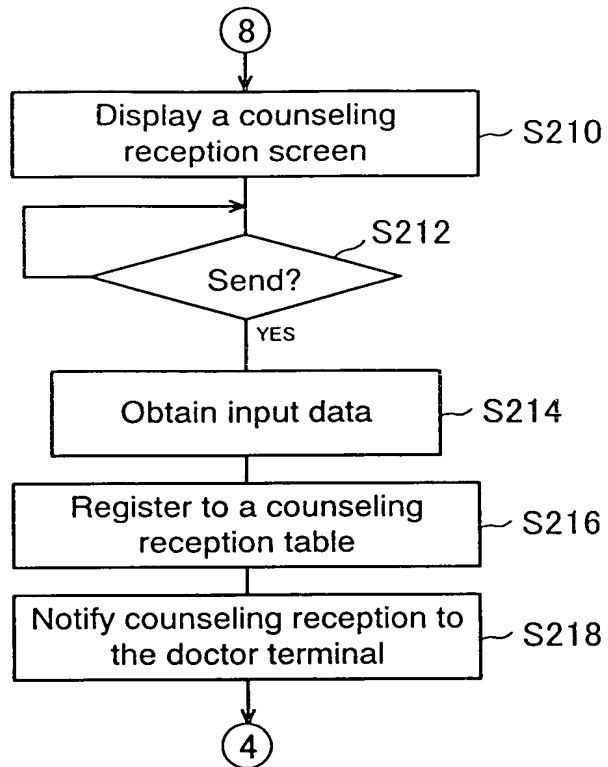 8
Display a counseling
reception screen
S210
S212
Send?
YES
Obtain input data
S214
Register to a counseling
reception table
S216
Notify counseling reception to
the doctor terminal
S218
4